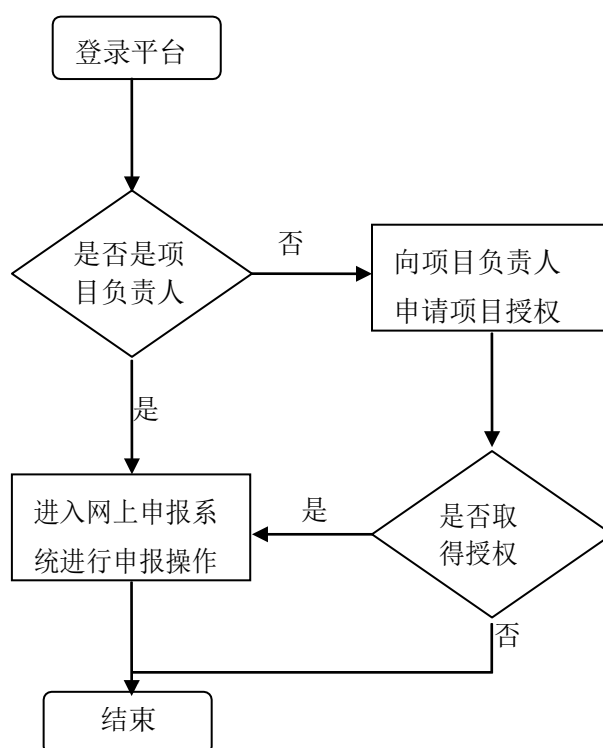 登录平台
是否是项
目负责人
否
向项目负责人
申请项目授权
是
进入网上申报系
统进行申报操作
是
是否取
得授权
否
结束